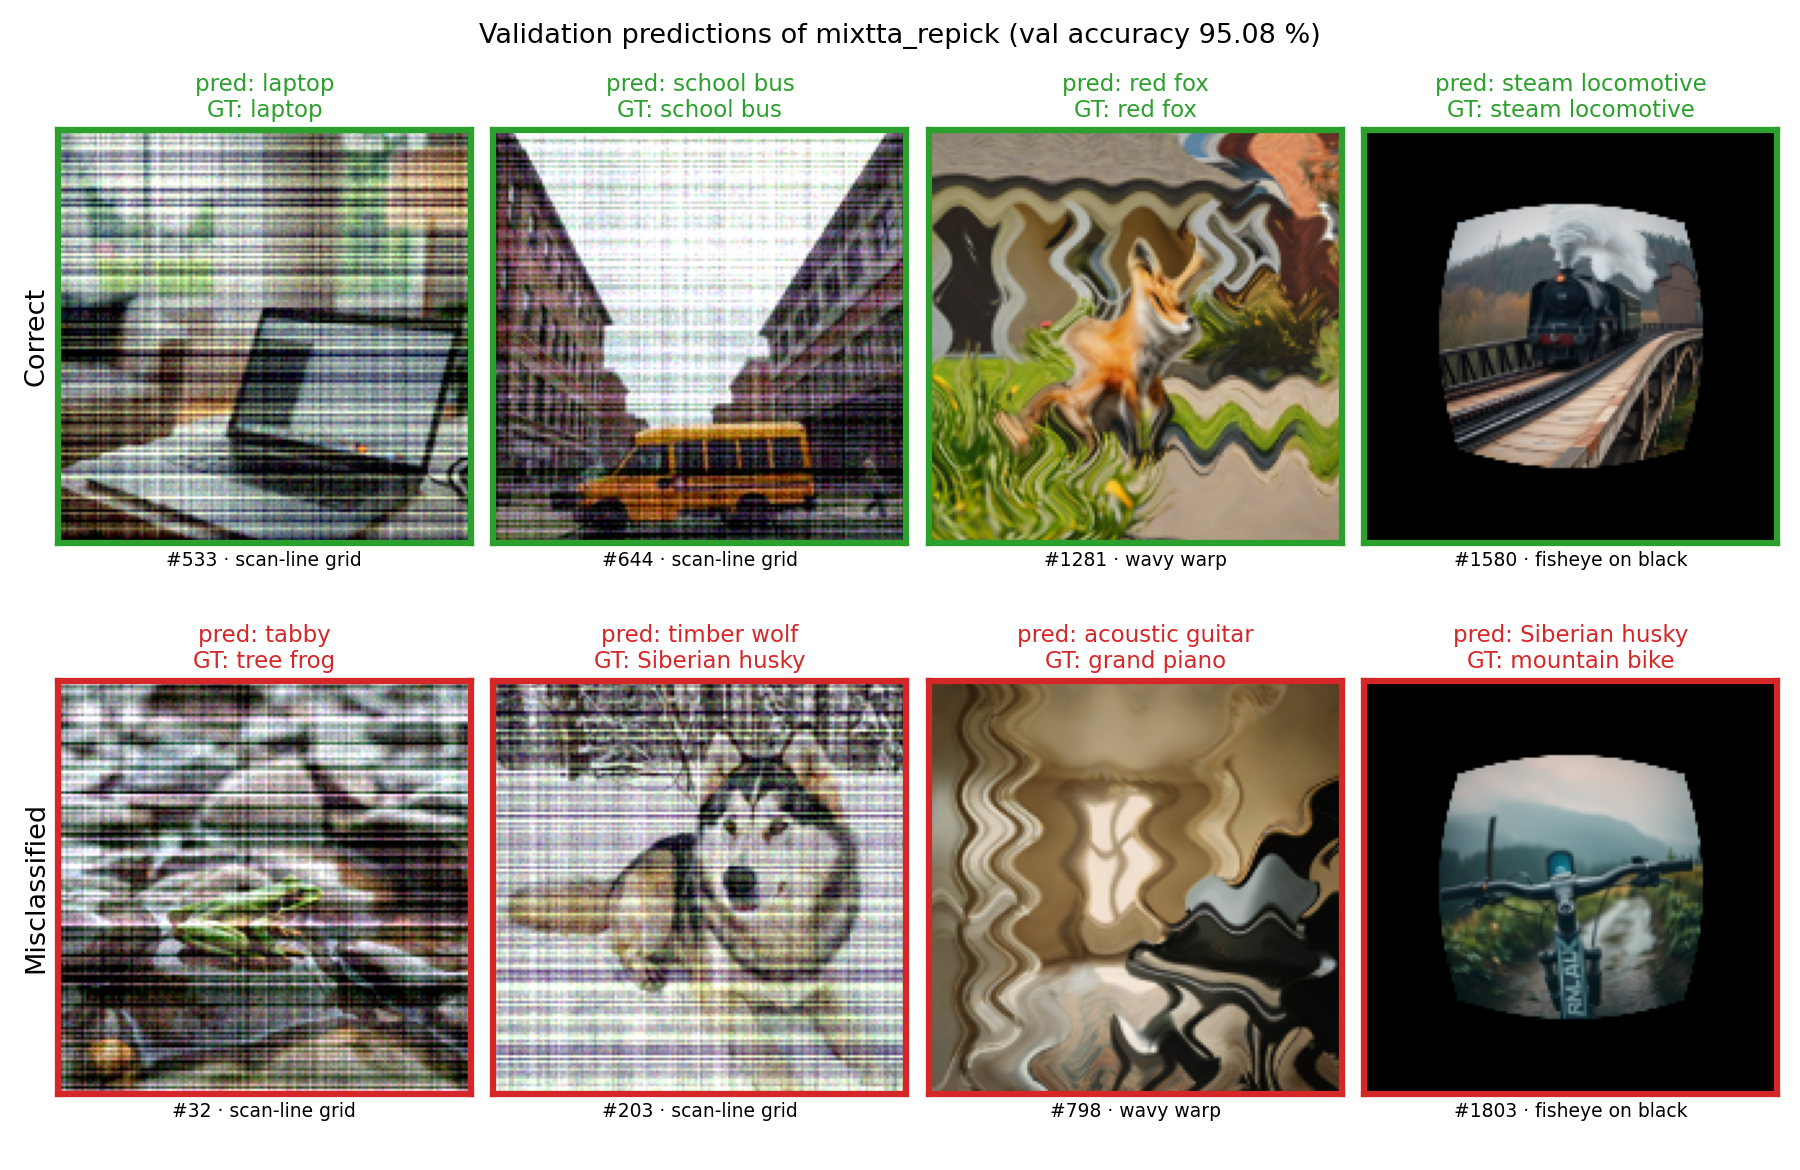 Validation predictions of mixtta_repick (val accuracy 95.08 %)
pred: laptop
GT: laptop
pred: school bus
GT: school bus
pred: red fox
GT: red fox
pred: steam locomotive
GT: steam locomotive
Correct
#533 · scan-line grid
#644 · scan-line grid
#1281 · wavy warp
#1580 · fisheye on black
pred: tabby
GT: tree frog
pred: timber wolf
GT: Siberian husky
pred: acoustic guitar
GT: grand piano
pred: Siberian husky
GT: mountain bike
Misclassified
#32 · scan-line grid
#203 · scan-line grid
#798 · wavy warp
#1803 · fisheye on black